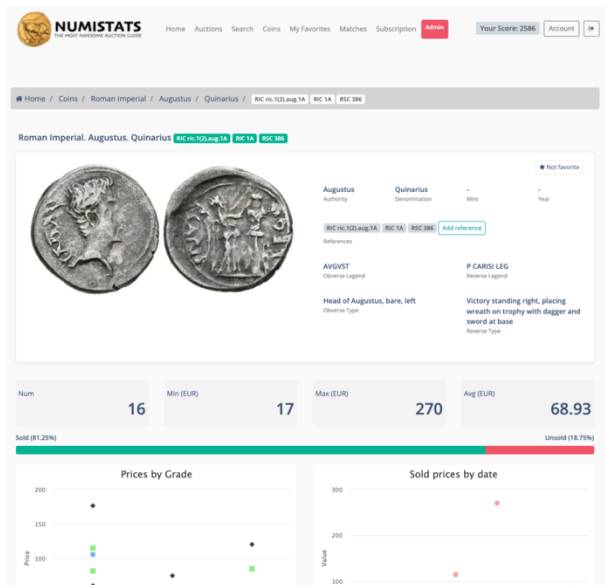 NUMISTATS
THE MOST AWESOME AUCTION GUIDE
Home Auctions Search Coins My Favorites Matches Subscription Admin Your Score: 2586 Account
Home / Coins / Roman Imperial / Augustus / Quinarius / RIC ric.1(2).aug.1A RIC 1A RSC 386
Roman Imperial. Augustus. Quinarius RIC ric.1(2).aug.1A RIC 1A RSC 386
Not favorite
Augustus Quinarius - -
Authority Denomination Mint Year
RIC ric.1(2).aug.1A RIC 1A RSC 386 Add reference
References
AVGVST P CARISI LEG
Obverse Legend Reverse Legend
Head of Augustus, bare, left
Obverse Type
Victory standing right, placing
wreath on trophy with dagger and
sword at base
Reverse Type
Num Min (EUR) Max (EUR) Avg (EUR)
16 17 270 68.93
Sold (81.25%) Unsold (18.75%)
Prices by Grade
200
150
100
Price
Sold prices by date
300
200
100
Value